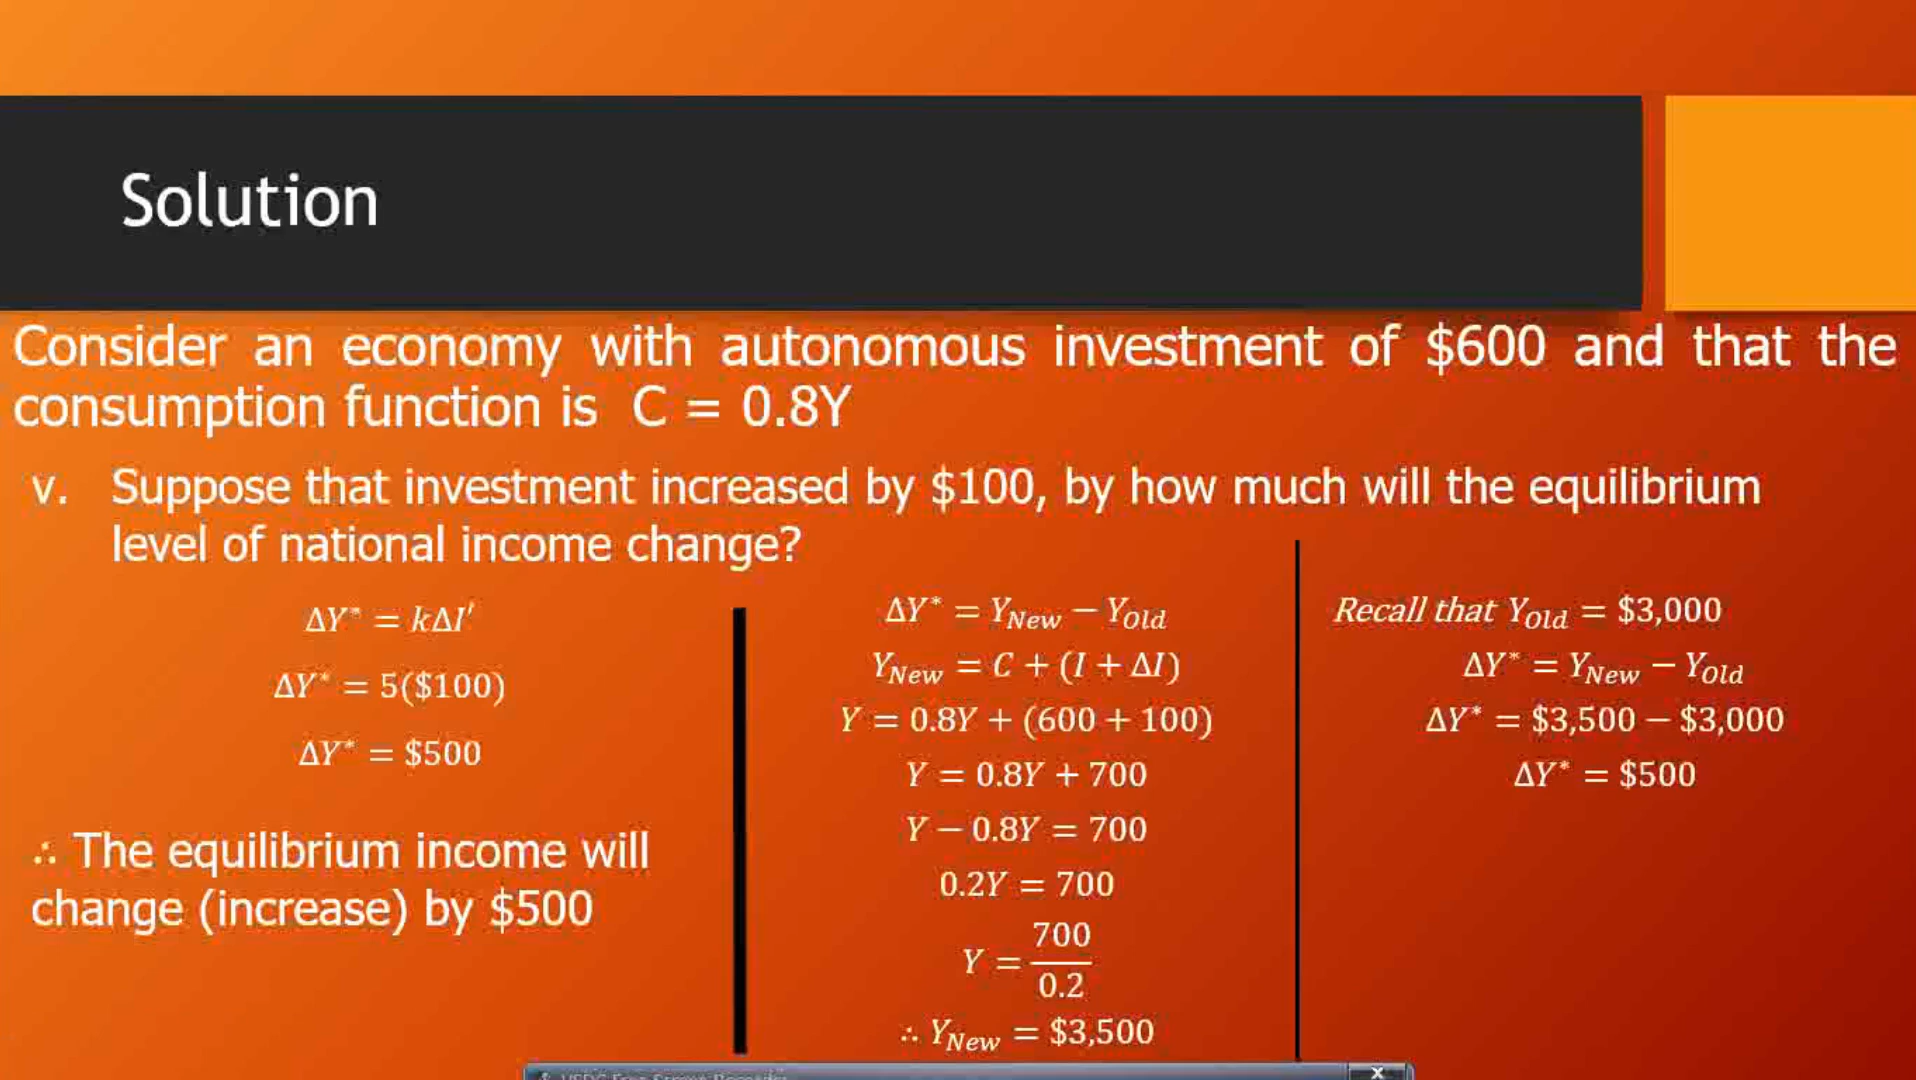 Solution
Consider an economy with autonomous investment of $600 and that the
consumption function is C = 0.8Y
v. Suppose that investment increased by $100, by how much will the equilibrium
level of national income change?
ΔY* = kΔI′
ΔY* = 5($100)
ΔY* = $500
∴ The equilibrium income will
change (increase) by $500
ΔY* = Y_New − Y_Old
Y_New = C + (I + ΔI)
Y = 0.8Y + (600 + 100)
Y = 0.8Y + 700
Y − 0.8Y = 700
0.2Y = 700
Y = 700/0.2
∴ Y_New = $3,500
Recall that Y_Old = $3,000
ΔY* = Y_New − Y_Old
ΔY* = $3,500 − $3,000
ΔY* = $500
X